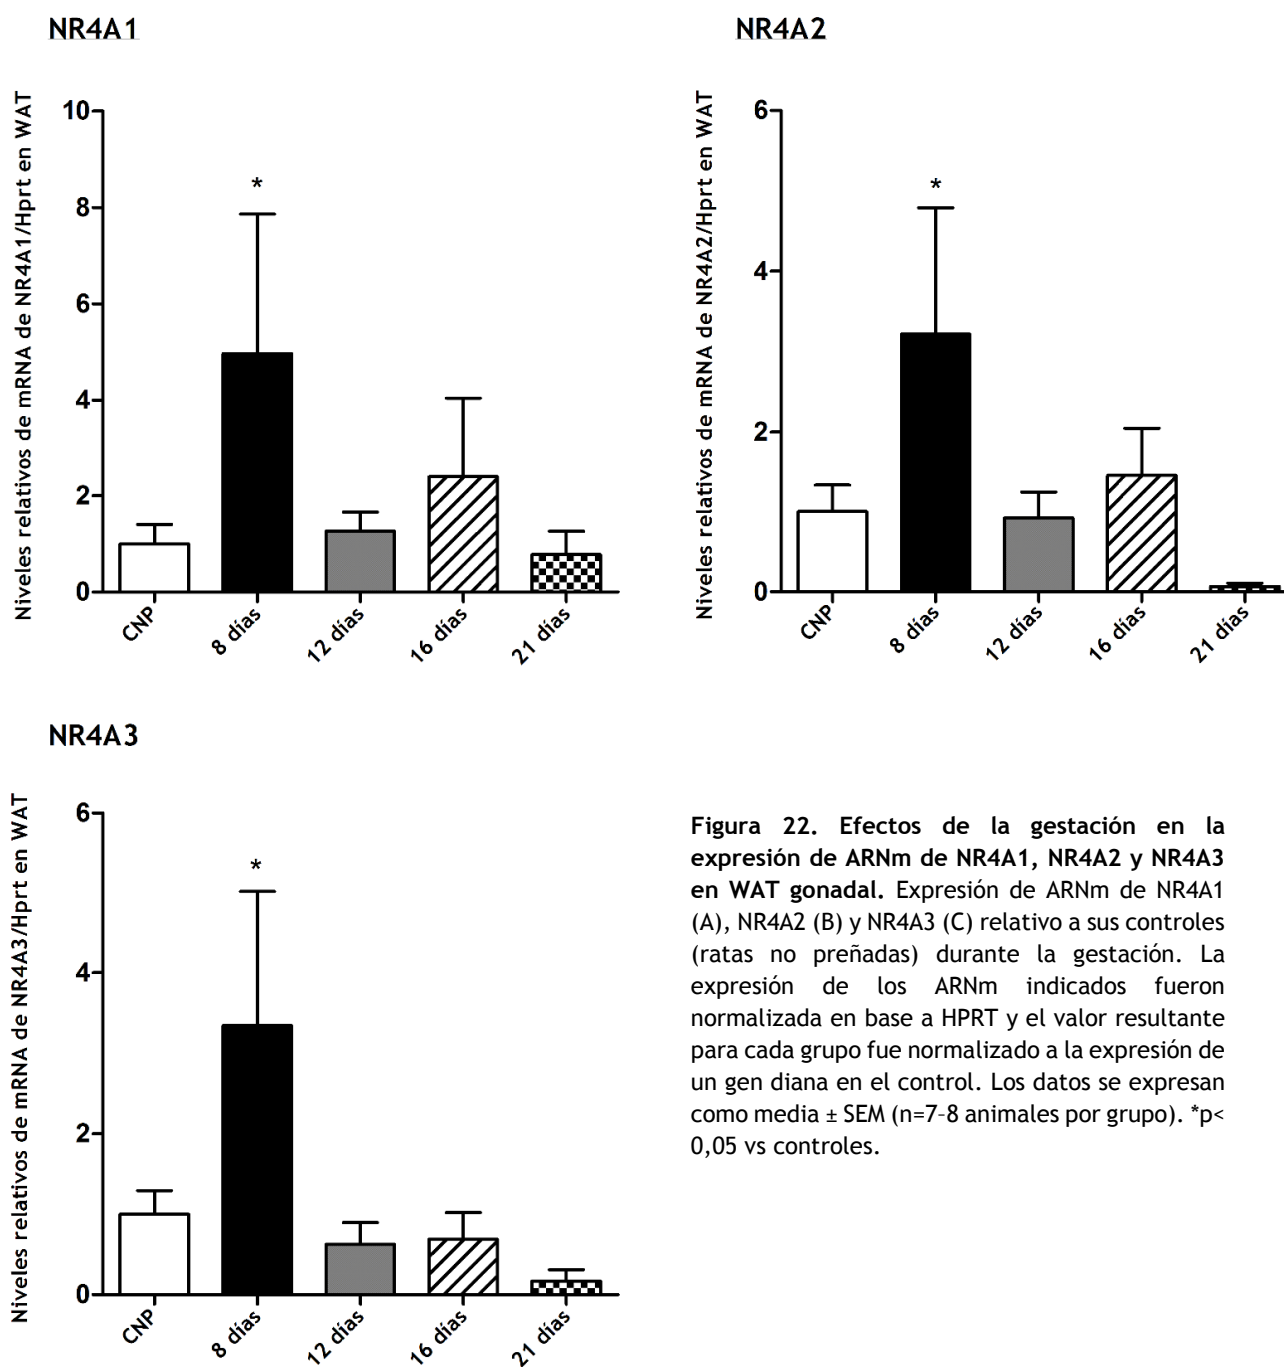 NR4A1
Niveles relativos de mRNA de NR4A1/Hprt en WAT
10
8
6
4
2
0
*
CNP
8 días
12 días
16 días
21 días
NR4A2
Niveles relativos de mRNA de NR4A2/Hprt en WAT
6
4
2
0
*
CNP
8 días
12 días
16 días
21 días
NR4A3
Niveles relativos de mRNA de NR4A3/Hprt en WAT
6
4
2
0
*
CNP
8 días
12 días
16 días
21 días
Figura 22. Efectos de la gestación en la
expresión de ARNm de NR4A1, NR4A2 y NR4A3
en WAT gonadal. Expresión de ARNm de NR4A1
(A), NR4A2 (B) y NR4A3 (C) relativo a sus controles
(ratas no preñadas) durante la gestación. La
expresión de los ARNm indicados fueron
normalizada en base a HPRT y el valor resultante
para cada grupo fue normalizado a la expresión de
un gen diana en el control. Los datos se expresan
como media ± SEM (n=7-8 animales por grupo). *p<
0,05 vs controles.